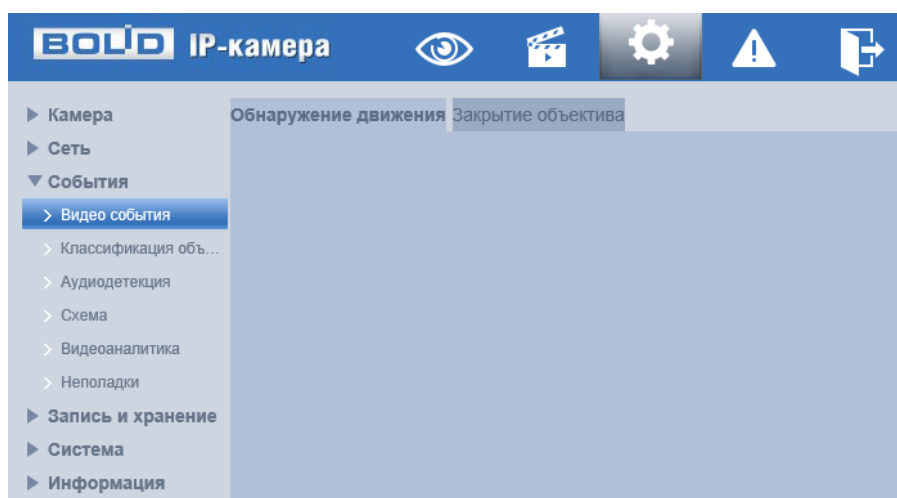 BOLID IP-камера
Камера
Обнаружение движения Закрытие объектива
Сеть
События
Видео события
Классификация объ...
Аудиодетекция
Схема
Видеоаналитика
Неполадки
Запись и хранение
Система
Информация